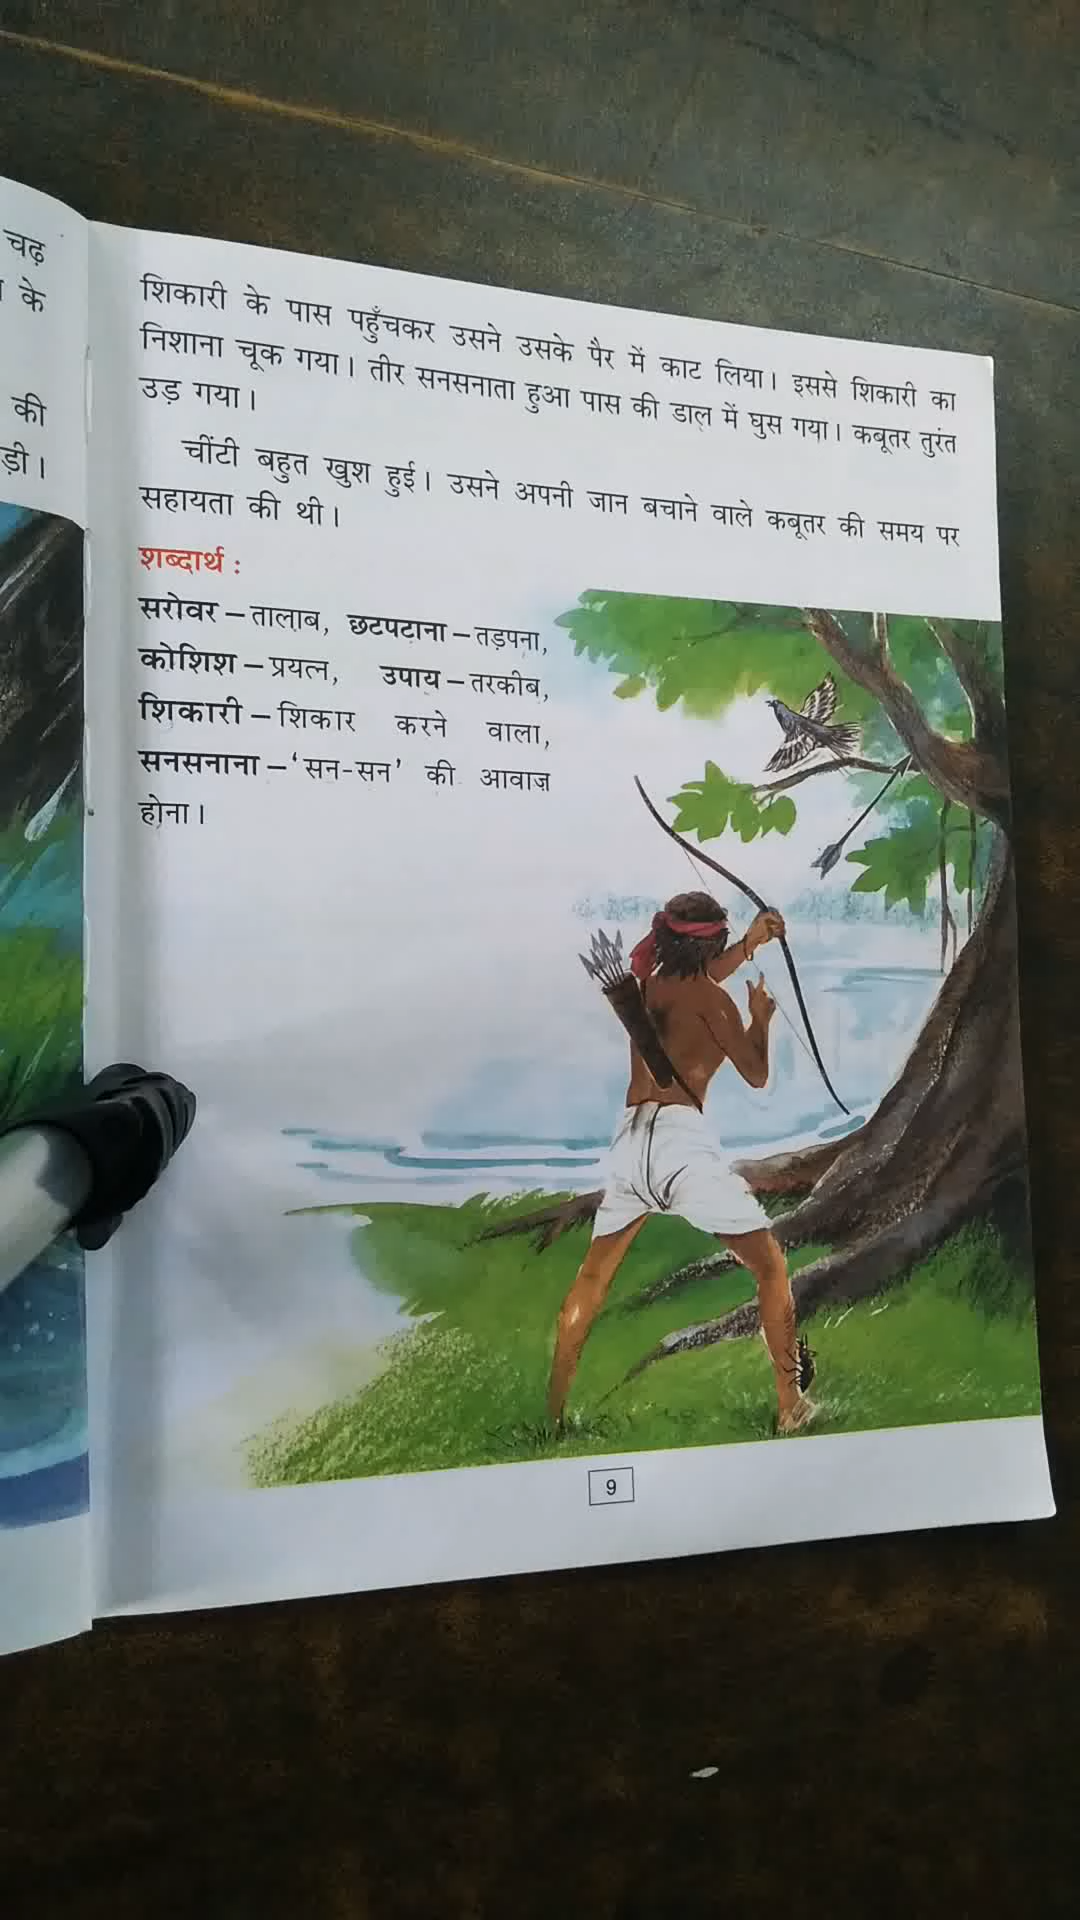 चढ़
के
की
ड़ी।
शिकारी के पास पहुँचकर उसने उसके पैर में काट लिया। इससे शिकारी का
निशाना चूक गया। तीर सनसनाता हुआ पास की डाल में घुस गया। कबूतर तुरंत
उड़ गया।
चींटी बहुत खुश हुई। उसने अपनी जान बचाने वाले कबूतर की समय पर
सहायता की थी।
शब्दार्थ :
सरोवर – तालाब, छटपटाना – तड़पना,
कोशिश – प्रयत्न, उपाय – तरकीब,
शिकारी – शिकार करने वाला,
सनसनाना – ‘सन-सन’ की आवाज़
होना।
9